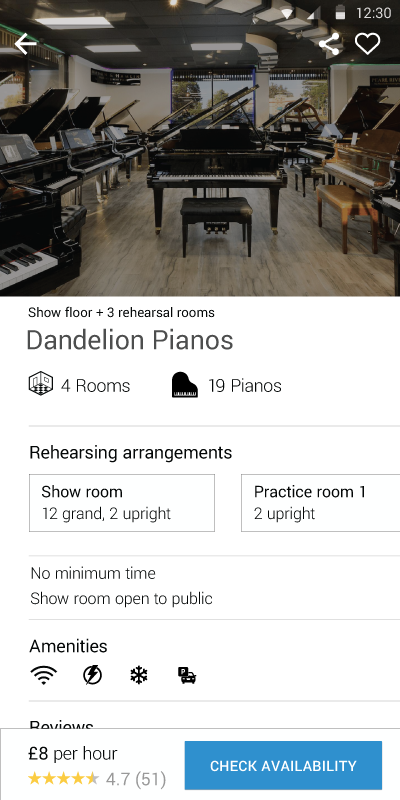 12:30
Show floor + 3 rehearsal rooms
Dandelion Pianos
4 Rooms
19 Pianos
Rehearsing arrangements
Show room
12 grand, 2 upright
Practice room 1
2 upright
No minimum time
Show room open to public
Amenities
P
Reviews
£8 per hour
4.7 (51)
CHECK AVAILABILITY